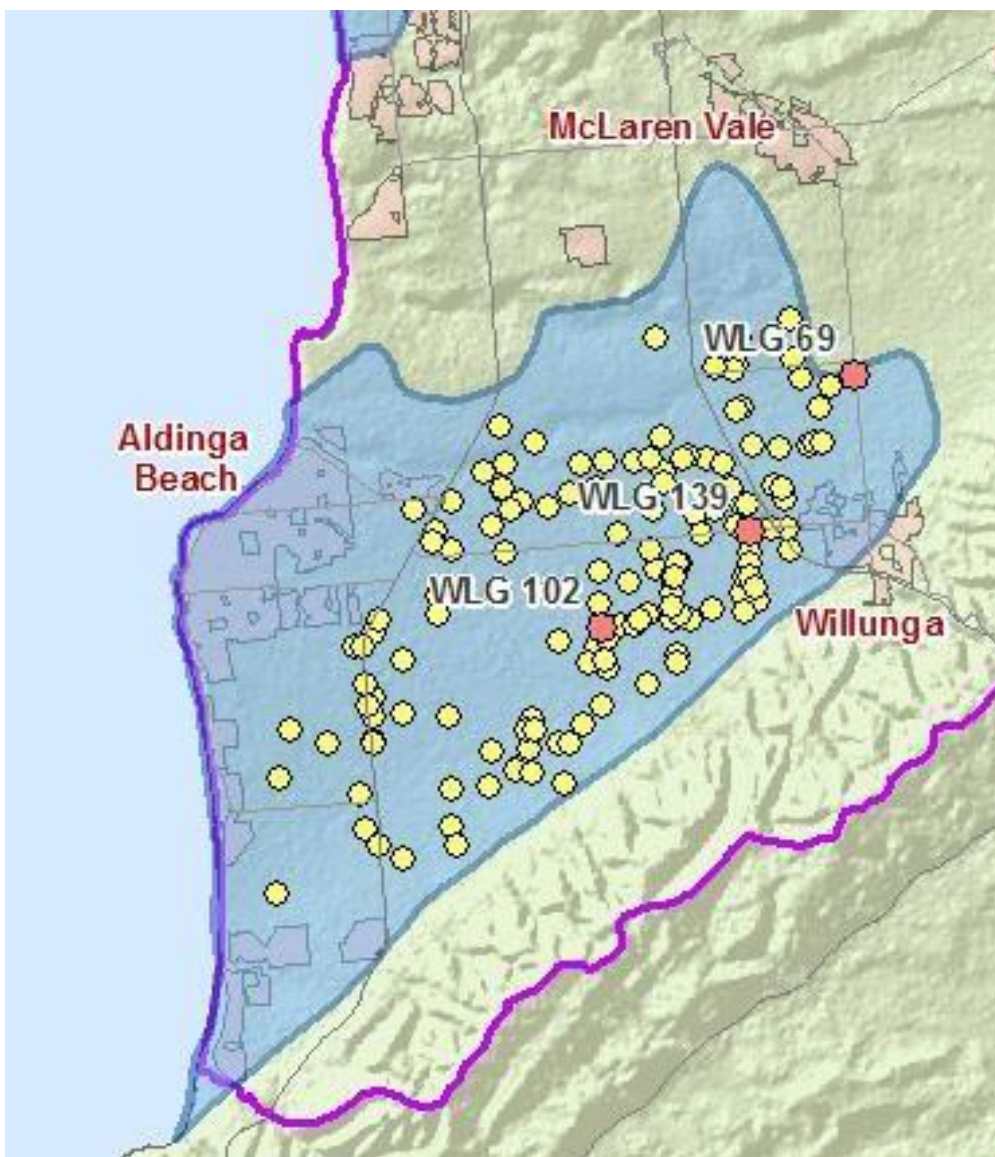 McLaren Vale
WLG 69
Aldinga
Beach
WLG 139
WLG 102
Willunga